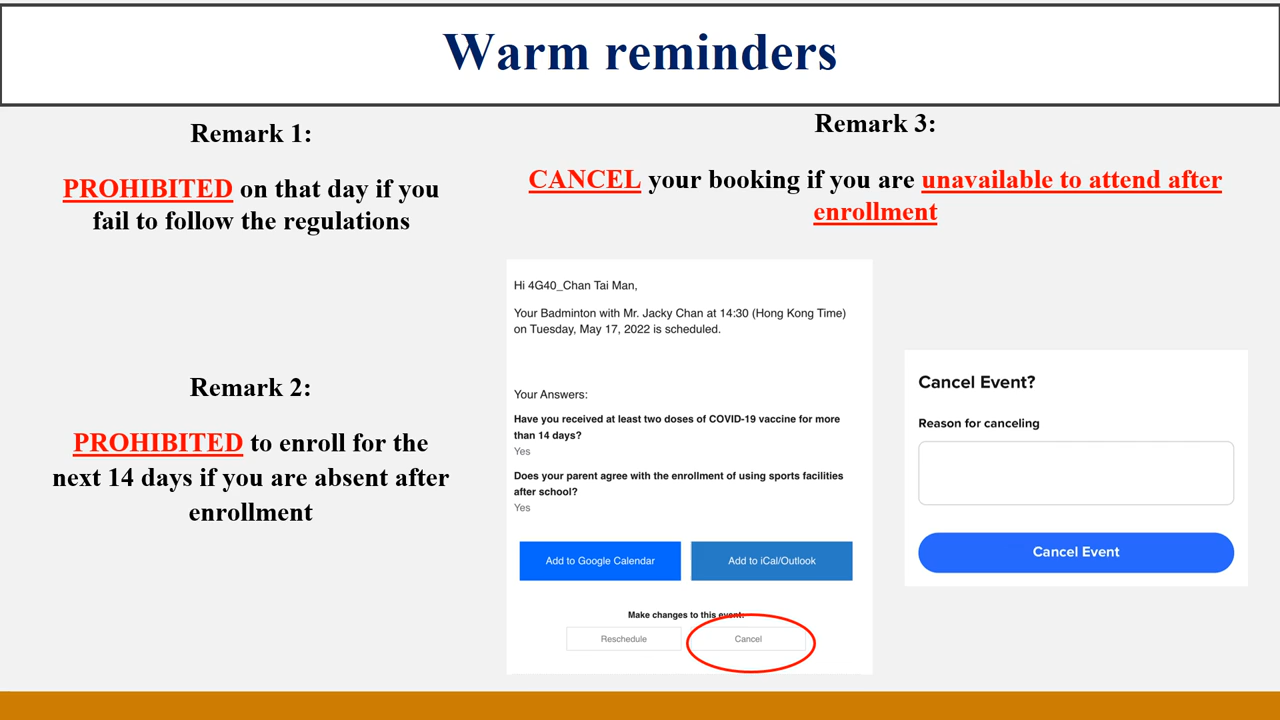 Warm reminders
Remark 1:
PROHIBITED on that day if you
fail to follow the regulations
Remark 2:
PROHIBITED to enroll for the
next 14 days if you are absent after
enrollment
Remark 3:
CANCEL your booking if you are unavailable to attend after
enrollment
Hi 4G40_Chan Tai Man,
Your Badminton with Mr. Jacky Chan at 14:30 (Hong Kong Time)
on Tuesday, May 17, 2022 is scheduled.
Your Answers:
Have you received at least two doses of COVID-19 vaccine for more
than 14 days?
Yes
Does your parent agree with the enrollment of using sports facilities
after school?
Yes
Add to Google Calendar
Add to iCal/Outlook
Make changes to this event:
Reschedule
Cancel
Cancel Event?
Reason for canceling
Cancel Event